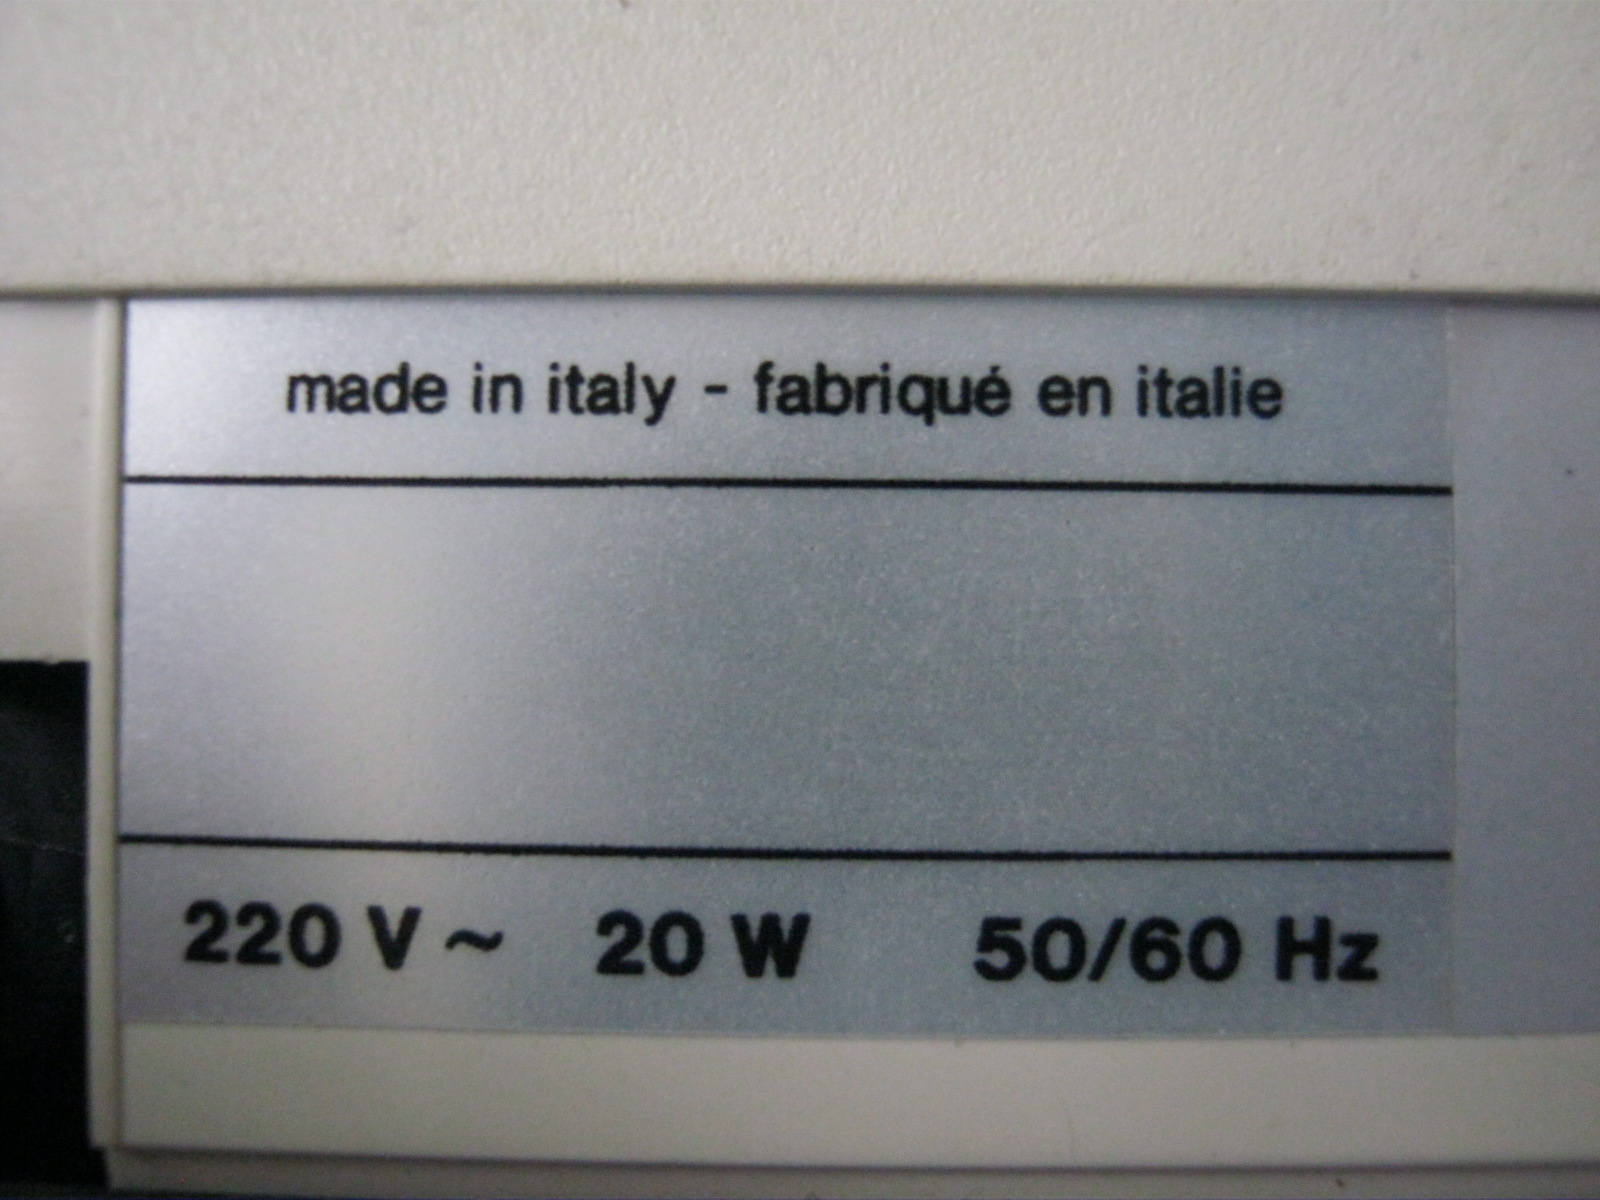 made in italy - fabriqué en italie
220 V ~ 20 W 50/60 Hz